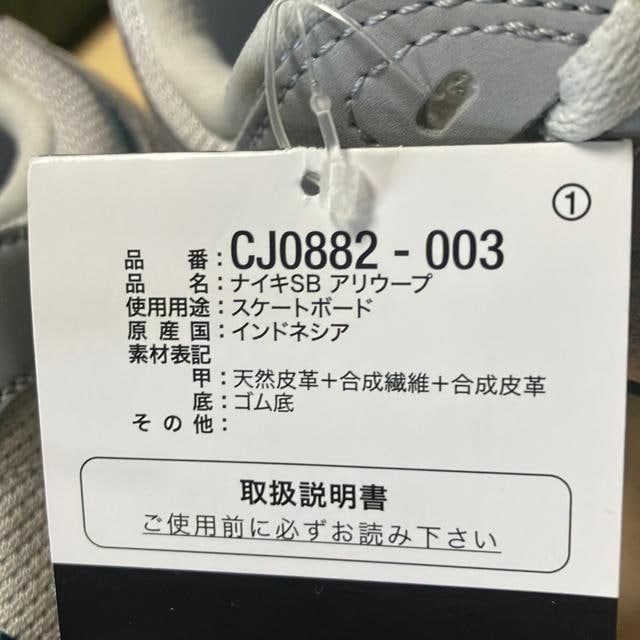 ①
品番：CJ0882 - 003
品名：ナイキSB アリウープ
使用用途：スケートボード
原産国：インドネシア
素材表記
甲：天然皮革＋合成繊維＋合成皮革
底：ゴム底
その他：
取扱説明書
ご使用前に必ずお読み下さい